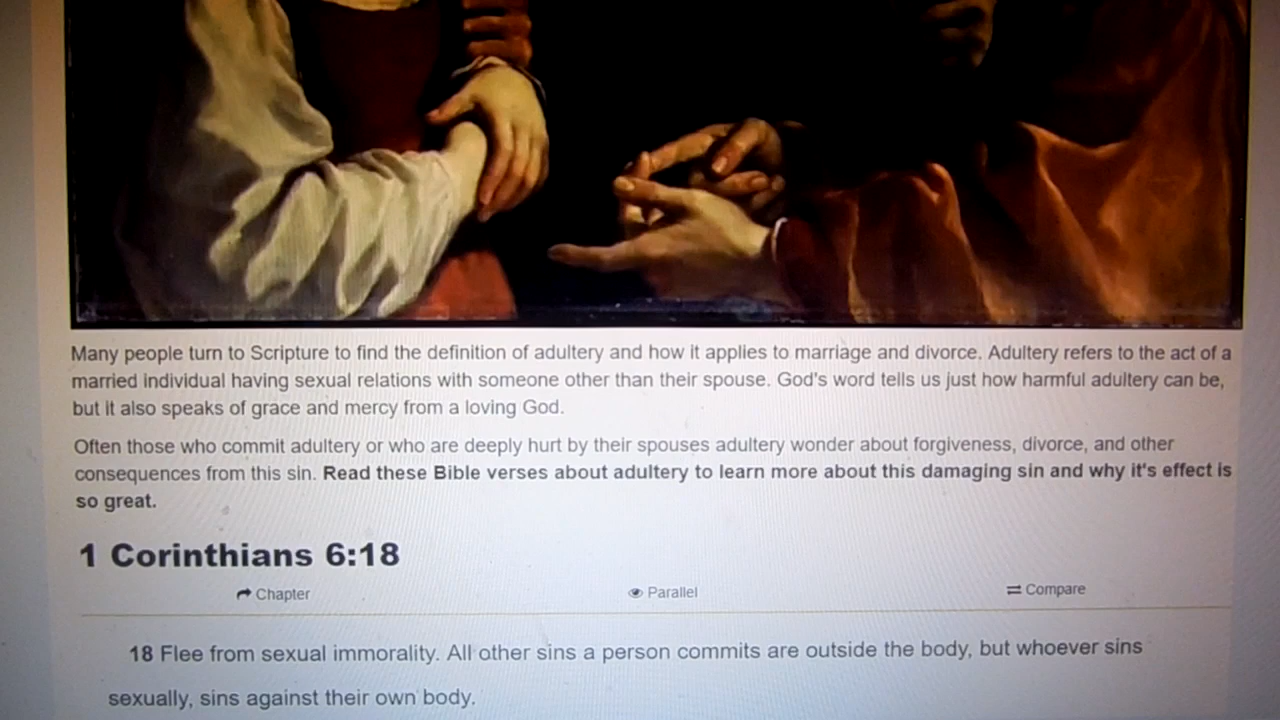 Many people turn to Scripture to find the definition of adultery and how it applies to marriage and divorce. Adultery refers to the act of a
married individual having sexual relations with someone other than their spouse. God's word tells us just how harmful adultery can be,
but it also speaks of grace and mercy from a loving God.
Often those who commit adultery or who are deeply hurt by their spouses adultery wonder about forgiveness, divorce, and other
consequences from this sin. Read these Bible verses about adultery to learn more about this damaging sin and why it's effect is
so great.
1 Corinthians 6:18
Chapter Parallel Compare
18 Flee from sexual immorality. All other sins a person commits are outside the body, but whoever sins
sexually, sins against their own body.